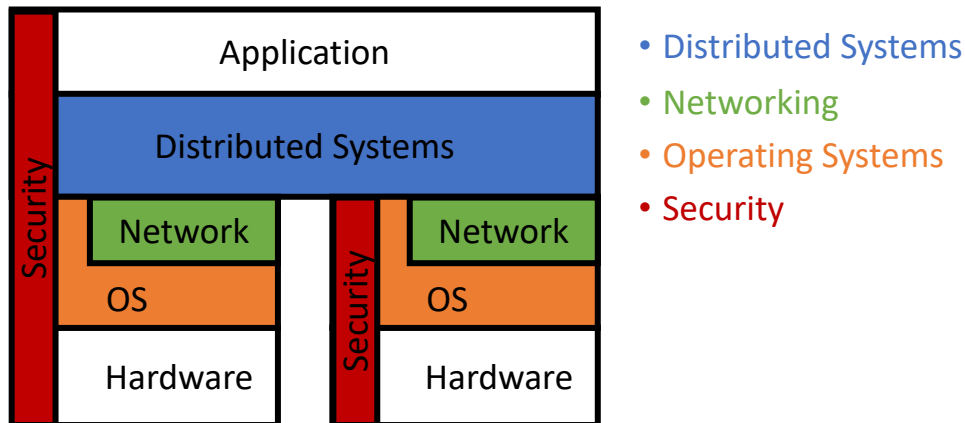 Application
Distributed Systems
Security
Network
OS
Hardware
Security
Network
OS
Hardware
• Distributed Systems
• Networking
• Operating Systems
• Security